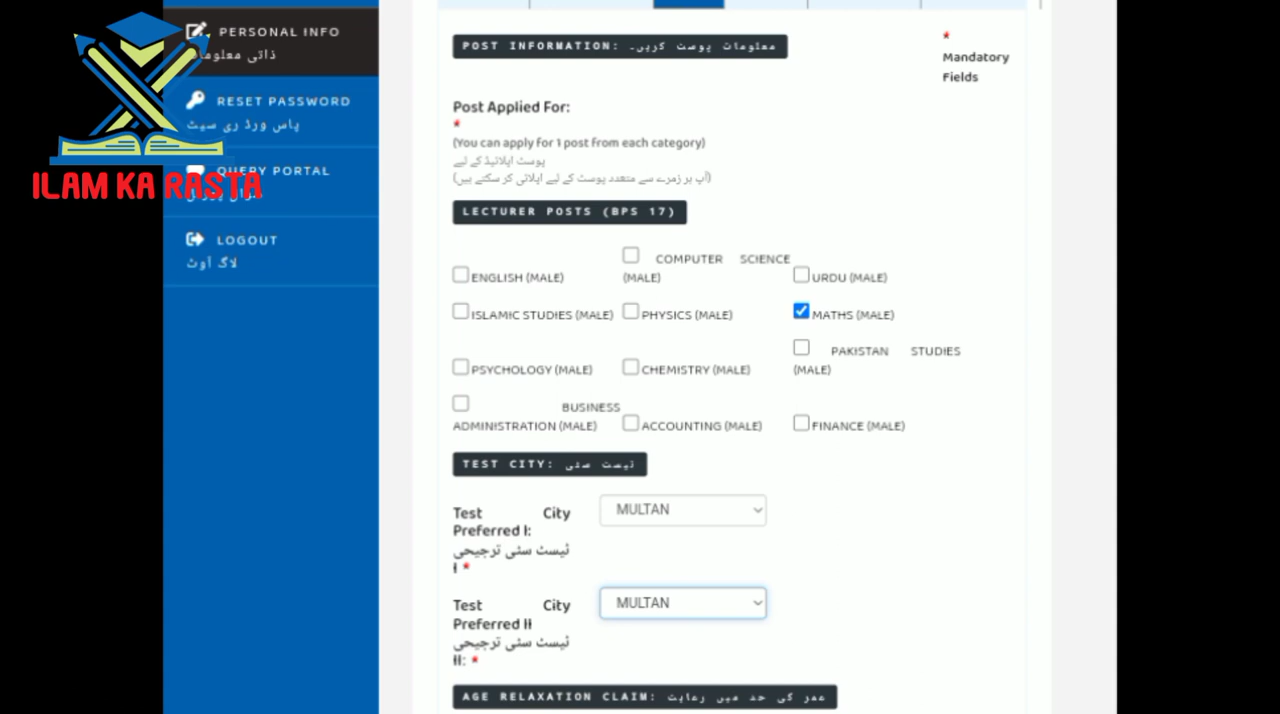 PERSONAL INFO
ذاتی معلومات
RESET PASSWORD
پاس ورڈ ری سیٹ
QUERY PORTAL
ILAM KA RASTA
LOGOUT
لاگ آوٹ
POST INFORMATION: معلومات پوسٹ کریں۔
*
Mandatory
Fields
Post Applied For:
*
(You can apply for 1 post from each category)
پوسٹ اپلائیڈ کے لیے
(آپ ہر زمرے سے متعدد پوسٹ کے لیے اپلائی کر سکتے ہیں)
LECTURER POSTS (BPS 17)
ENGLISH (MALE)
COMPUTER SCIENCE
(MALE)
URDU (MALE)
ISLAMIC STUDIES (MALE)
PHYSICS (MALE)
MATHS (MALE)
PSYCHOLOGY (MALE)
CHEMISTRY (MALE)
PAKISTAN STUDIES
(MALE)
BUSINESS
ADMINISTRATION (MALE)
ACCOUNTING (MALE)
FINANCE (MALE)
TEST CITY: ٹیسٹ سٹی
Test City
Preferred I:
ٹیسٹ سٹی ترجیحی
I *
MULTAN
Test City
Preferred II
ٹیسٹ سٹی ترجیحی
II: *
MULTAN
AGE RELAXATION CLAIM: عمر کی حد میں رعایت